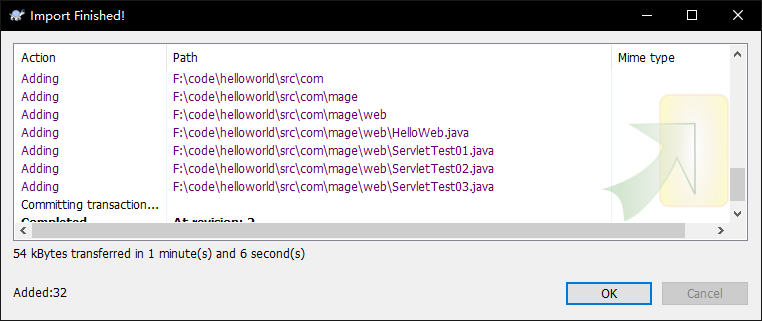 Import Finished!
Action Path Mime type
Adding F:\code\helloworld\src\com
Adding F:\code\helloworld\src\com\mage
Adding F:\code\helloworld\src\com\mage\web
Adding F:\code\helloworld\src\com\mage\web\HelloWeb.java
Adding F:\code\helloworld\src\com\mage\web\ServletTest01.java
Adding F:\code\helloworld\src\com\mage\web\ServletTest02.java
Adding F:\code\helloworld\src\com\mage\web\ServletTest03.java
Committing transaction...
Completed At revision: 2
54 kBytes transferred in 1 minute(s) and 6 second(s)
Added:32
OK Cancel